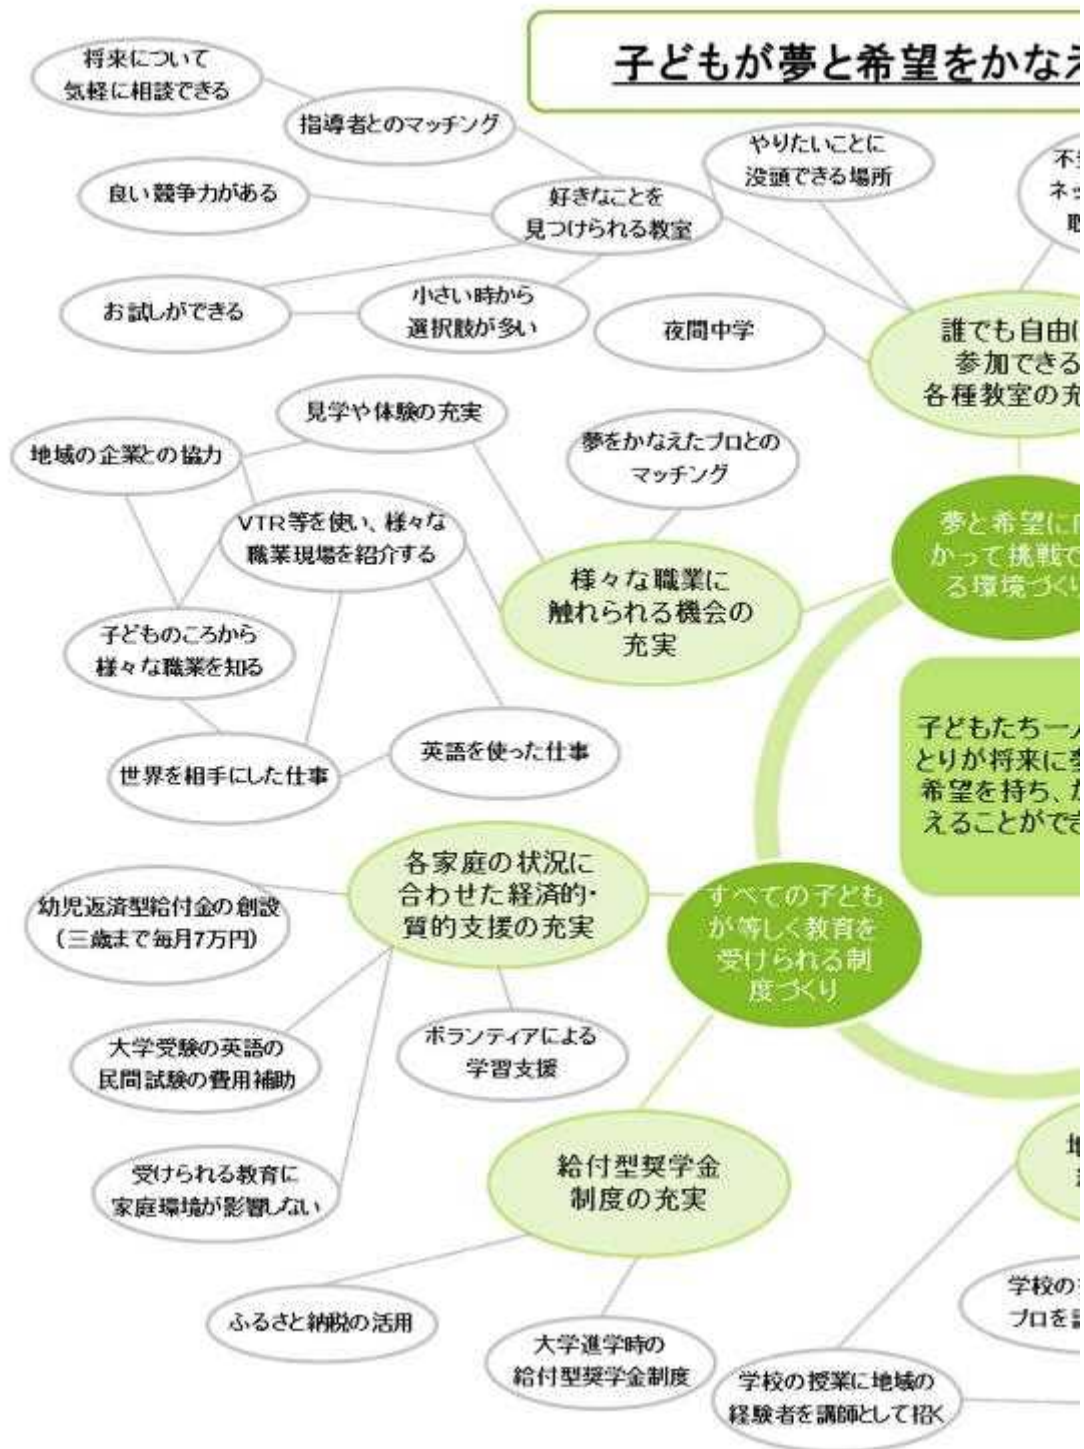 子どもが夢と希望をかなえ
将来について
気軽に相談できる
指導者とのマッチング
やりたいことに
没頭できる場所
不
ネッ
良い競争力がある
好きなことを
見つけられる教室
お試しができる
小さい時から
選択肢が多い
夜間中学
誰でも自由に
参加できる
各種教室の充
見学や体験の充実
地域の企業との協力
夢をかなえたプロとの
マッチング
VTR等を使い、様々な
職業現場を紹介する
夢と希望に向
かって挑戦で
る環境づくり
様々な職業に
触れられる機会の
充実
子どものころから
様々な職業を知る
世界を相手にした仕事
英語を使った仕事
子どもたち一人
とりが将来に夢
希望を持ち、か
えることができ
各家庭の状況に
合わせた経済的・
質的支援の充実
幼児返済型給付金の創設
（三歳まで毎月7万円）
すべての子ども
が等しく教育を
受けられる制
度づくり
大学受験の英語の
民間試験の費用補助
ボランティアによる
学習支援
受けられる教育に
家庭環境が影響しない
給付型奨学金
制度の充実
地
ふるさと納税の活用
大学進学時の
給付型奨学金制度
学校の
プロを
学校の授業に地域の
経験者を講師として招く